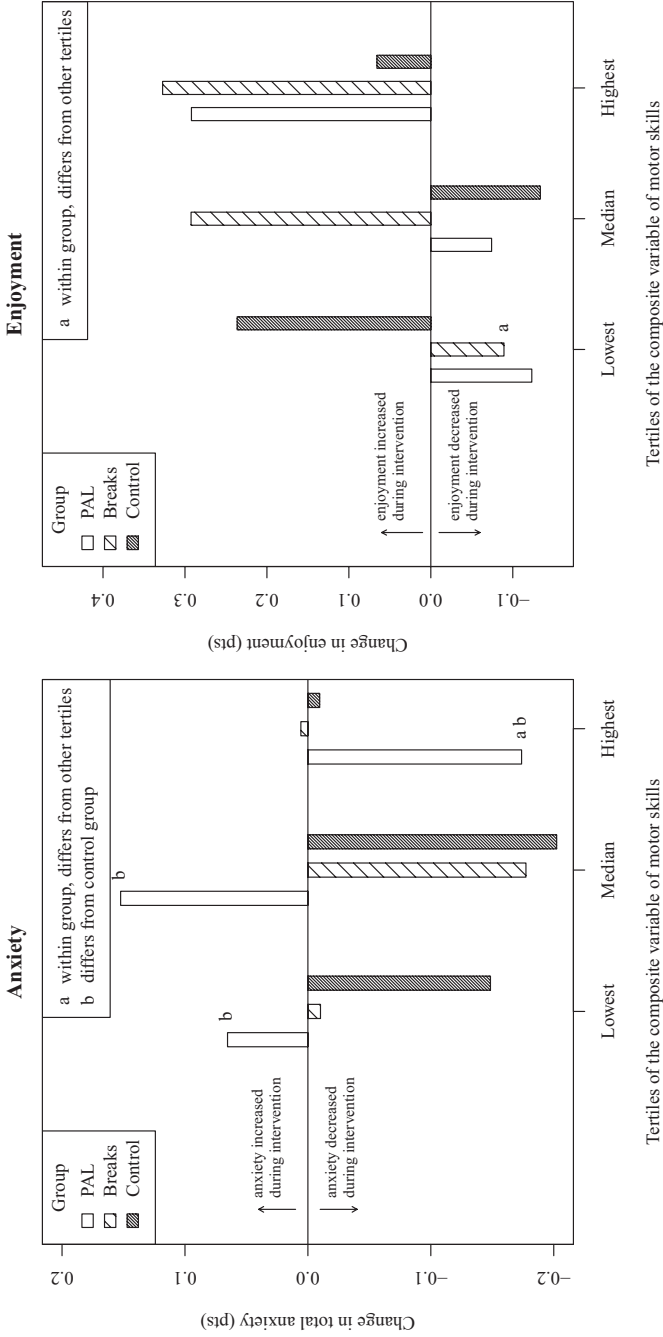 Anxiety
Group
PAL
Breaks
Control
a within group, differs from other tertiles
b differs from control group
Change in total anxiety (pts)
0.2
0.1
0.0
−0.1
−0.2
anxiety increased
during intervention
anxiety decreased
during intervention
b
b
a b
Lowest
Median
Highest
Tertiles of the composite variable of motor skills
Enjoyment
Group
PAL
Breaks
Control
a within group, differs from other tertiles
Change in enjoyment (pts)
0.4
0.3
0.2
0.1
0.0
−0.1
enjoyment increased
during intervention
enjoyment decreased
during intervention
a
Lowest
Median
Highest
Tertiles of the composite variable of motor skills